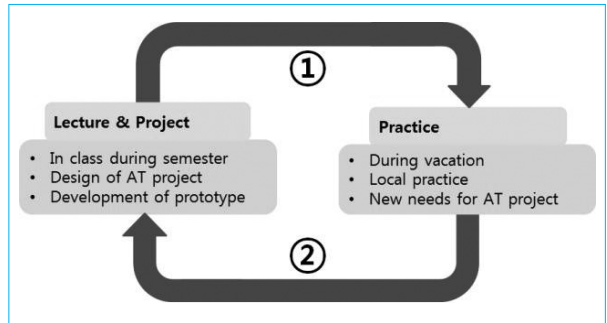 ①
Lecture & Project
• In class during semester
• Design of AT project
• Development of prototype
Practice
• During vacation
• Local practice
• New needs for AT project
②